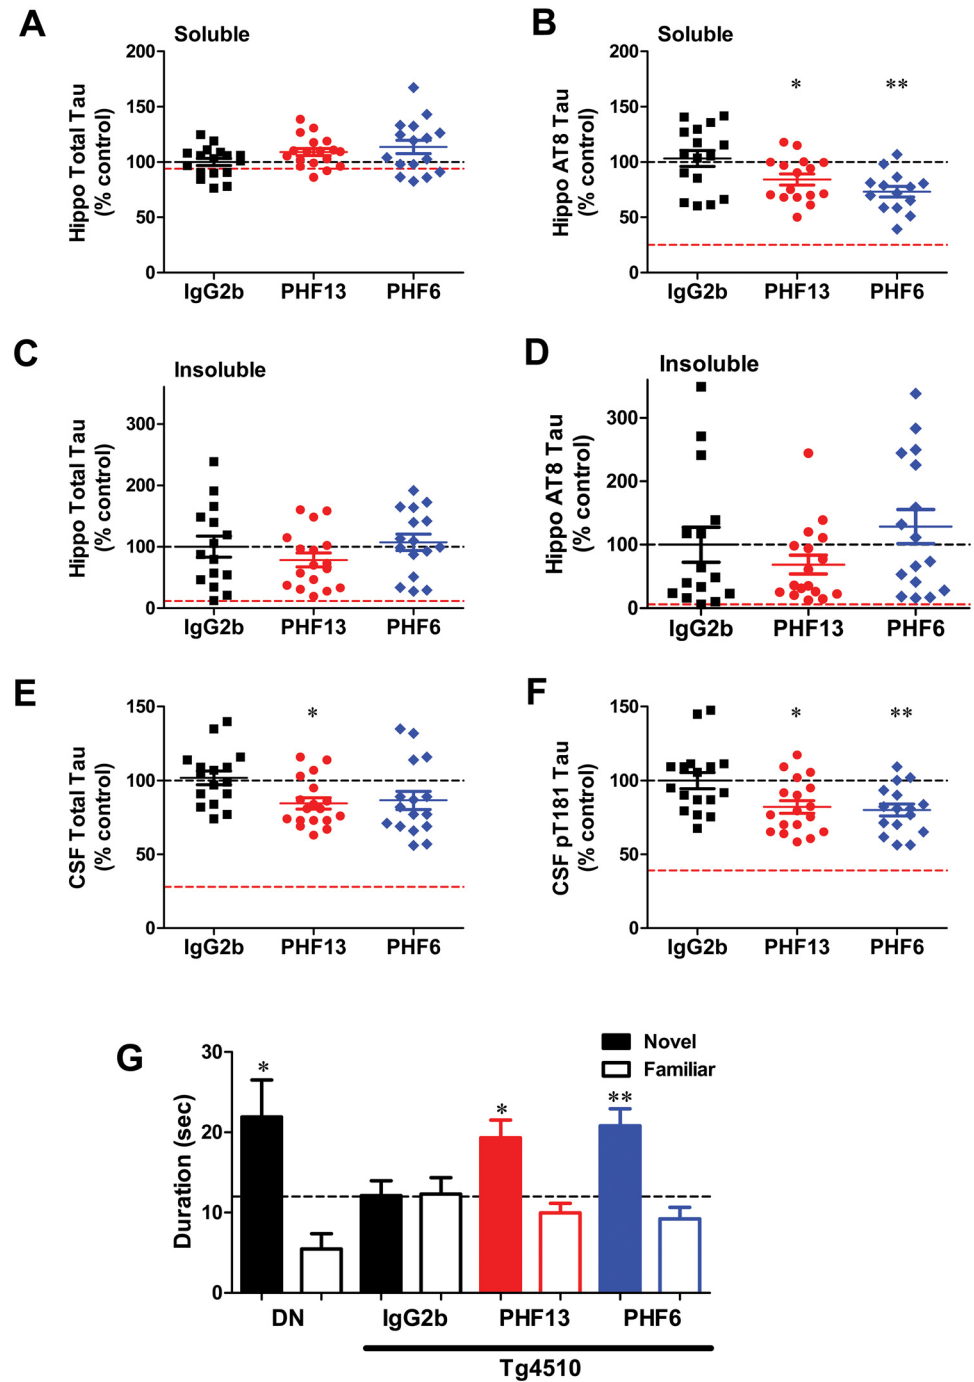 A
Soluble
Hippo Total Tau
(% control)
200
150
100
50
0
IgG2b PHF13 PHF6
B
Soluble
Hippo AT8 Tau
(% control)
200
150
100
50
0
* **
IgG2b PHF13 PHF6
C
Insoluble
Hippo Total Tau
(% control)
300
200
100
0
IgG2b PHF13 PHF6
D
Insoluble
Hippo AT8 Tau
(% control)
300
200
100
0
IgG2b PHF13 PHF6
E
CSF Total Tau
(% control)
150
100
50
0
*
IgG2b PHF13 PHF6
F
CSF pT181 Tau
(% control)
150
100
50
0
* **
IgG2b PHF13 PHF6
G
Novel
Familiar
Duration (sec)
30
20
10
0
* * **
DN IgG2b PHF13 PHF6
Tg4510